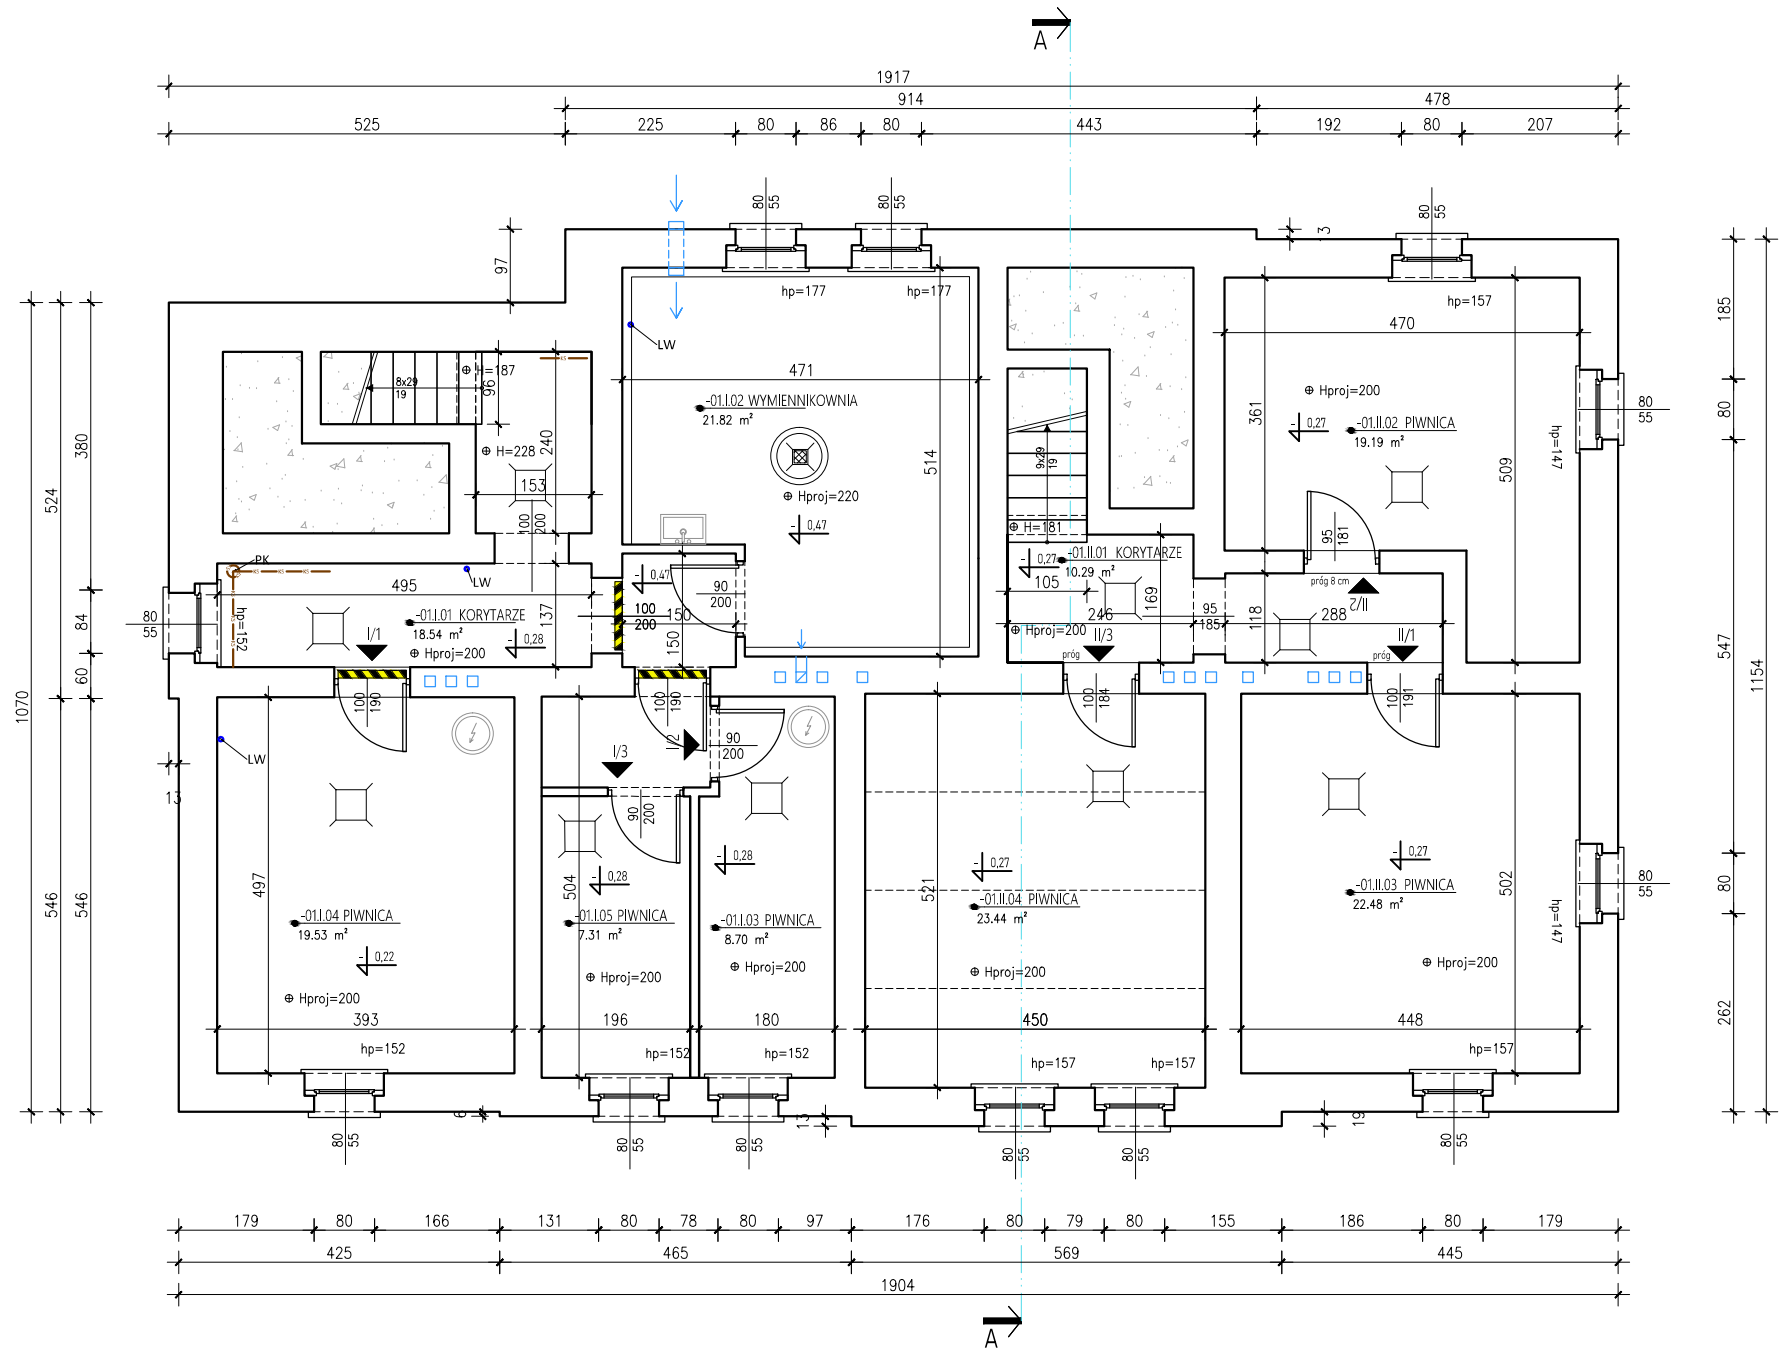 A
1917
914
478
525
225
80
86
80
443
192
80
207
80
55
80
55
80
55
97
13
hp=177
hp=177
hp=157
LW
470
185
H=187
8x29
19
96
471
-01.I.02 WYMIENNIKOWNIA
21.82 m²
Hproj=200
361
- 0,27
-01.II.02 PIWNICA
19.19 m²
80
55
80
hp=147
380
240
H=228
514
9x29
19
509
153
Hproj=220
524
100
200
- 0,47
H=181
95
181
PK
KS
LW
- 0,47
90
200
- 0,27
-01.II.01 KORYTARZE
10.29 m²
próg 8 cm
495
137
105
169
II/2
80
55
hp=152
-01.I.01 KORYTARZE
18.54 m²
I/1
100
200
150
150
246
95
185
118
288
84
Hproj=200
- 0,28
Hproj=200
II/3
próg
II/1
próg
547
1154
60
100
190
100
190
100
184
100
191
1070
I/3
I/2
90
200
LW
13
90
200
497
504
- 0,28
- 0,28
521
- 0,27
- 0,27
502
80
55
80
546
546
-01.I.04 PIWNICA
19.53 m²
-01.I.05 PIWNICA
7.31 m²
-01.I.03 PIWNICA
8.70 m²
-01.II.04 PIWNICA
23.44 m²
-01.II.03 PIWNICA
22.48 m²
hp=147
- 0,22
Hproj=200
Hproj=200
Hproj=200
Hproj=200
Hproj=200
262
393
196
180
450
448
hp=152
hp=152
hp=152
hp=157
hp=157
hp=157
6
13
19
80
55
80
55
80
55
80
55
80
55
80
55
179
80
166
131
80
78
80
97
176
80
79
80
155
186
80
179
425
465
569
445
1904
A